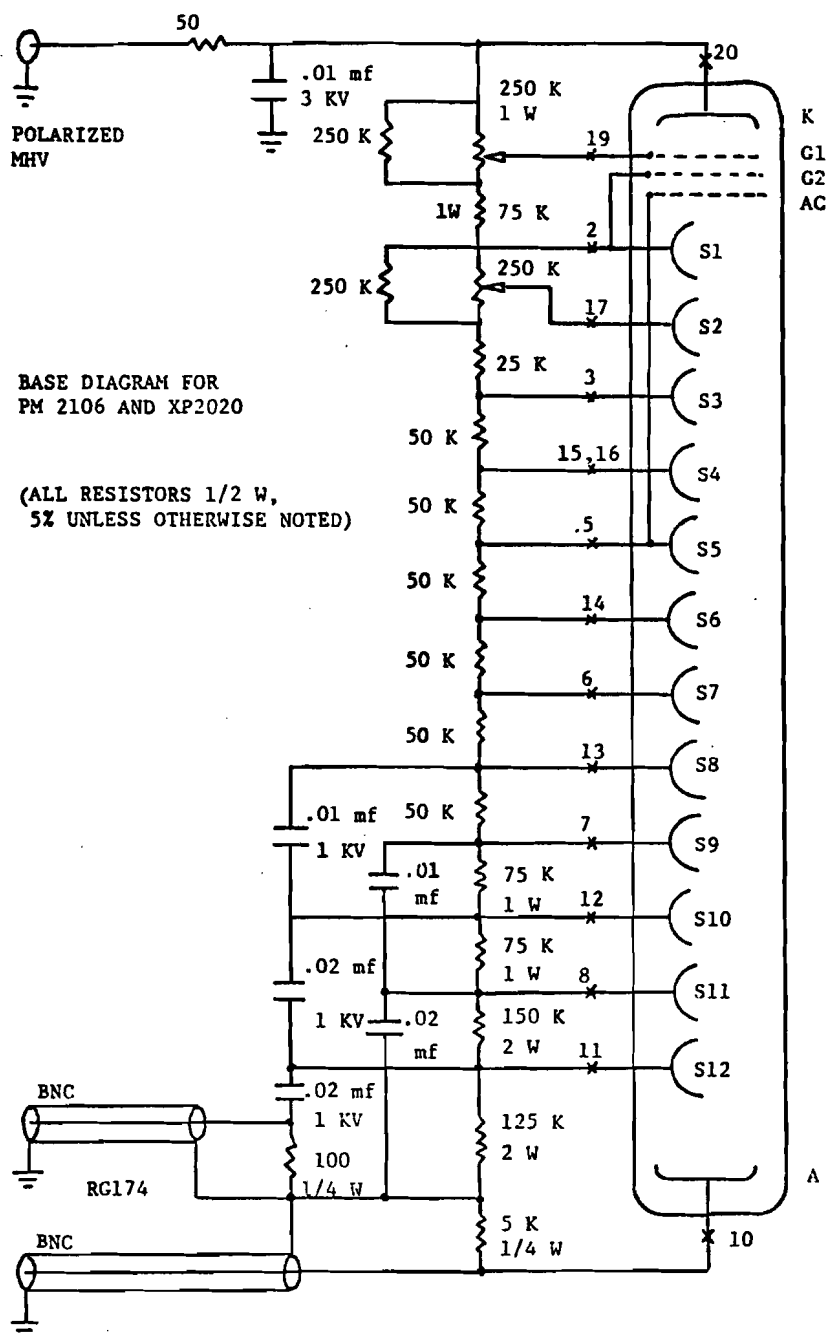 50
.01 mf
3 KV
POLARIZED
MHV
250 K
1 W
250 K
20
K
19
G1
G2
AC
1W
75 K
2
S1
250 K
250 K
17
S2
25 K
3
S3
BASE DIAGRAM FOR
PM 2106 AND XP2020
50 K
15,16
S4
(ALL RESISTORS 1/2 W,
5% UNLESS OTHERWISE NOTED)
50 K
.5
S5
50 K
14
S6
50 K
6
S7
50 K
13
S8
.01 mf
1 KV
50 K
7
S9
.01
mf
75 K
1 W
12
S10
.02 mf
1 KV
75 K
1 W
8
S11
.02
mf
150 K
2 W
11
S12
BNC
.02 mf
1 KV
125 K
2 W
RG174
100
1/4 W
A
BNC
5 K
1/4 W
10